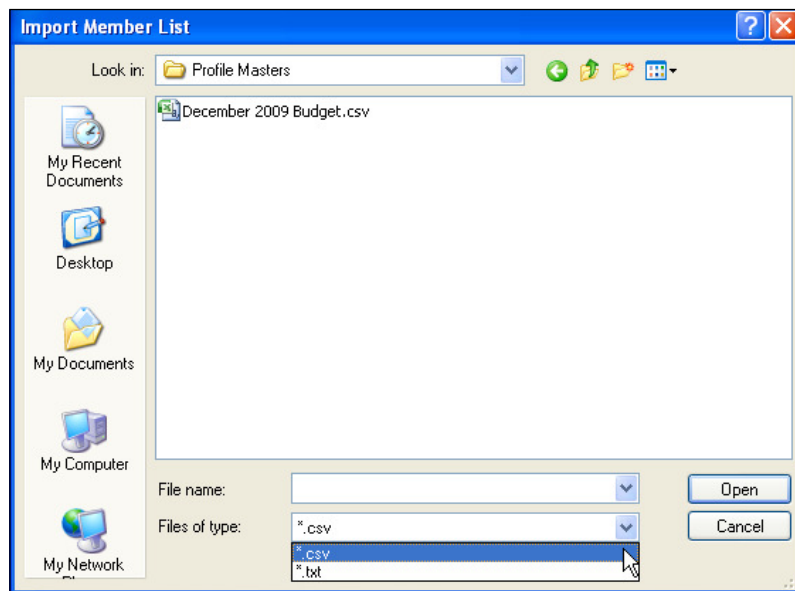 Import Member List
Look in:
Profile Masters
December 2009 Budget.csv
My Recent
Documents
Desktop
My Documents
My Computer
My Network
File name:
Open
Files of type:
*.csv
Cancel
*.csv
*.txt